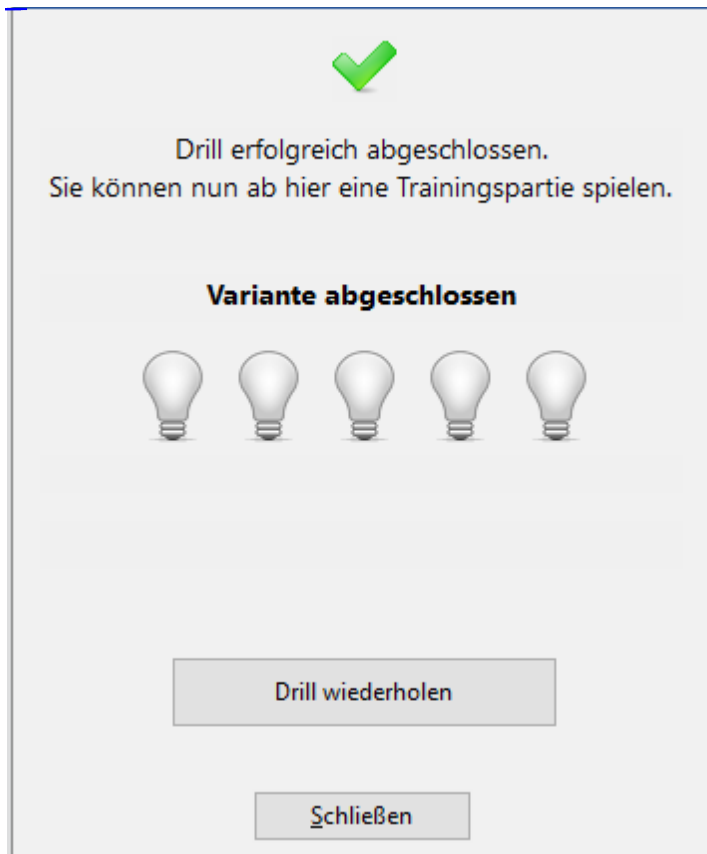 Drill erfolgreich abgeschlossen.
Sie können nun ab hier eine Trainingspartie spielen.
Variante abgeschlossen
Drill wiederholen
Schließen